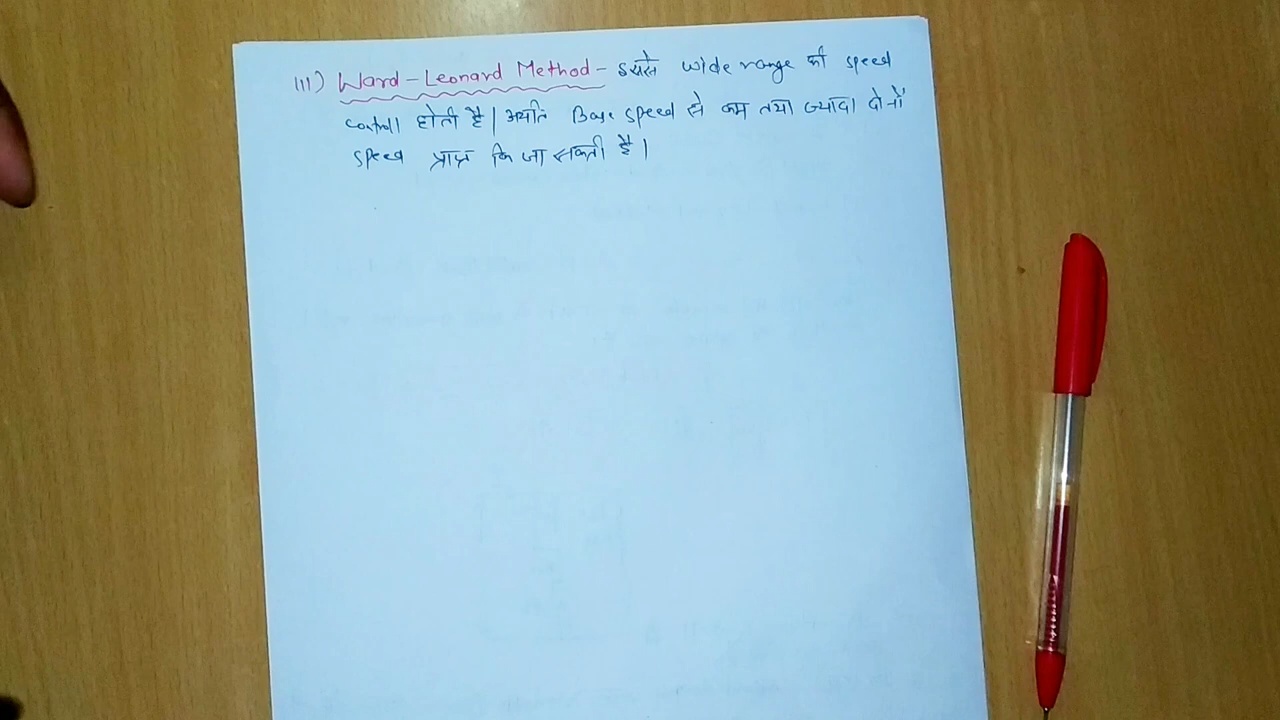 III) Ward-Leonard Method - इससे wide range की speed
control होती है। अर्थात Base speed से कम तथा ज्यादा दोनों
speed प्राप्त कि जा सकती है।